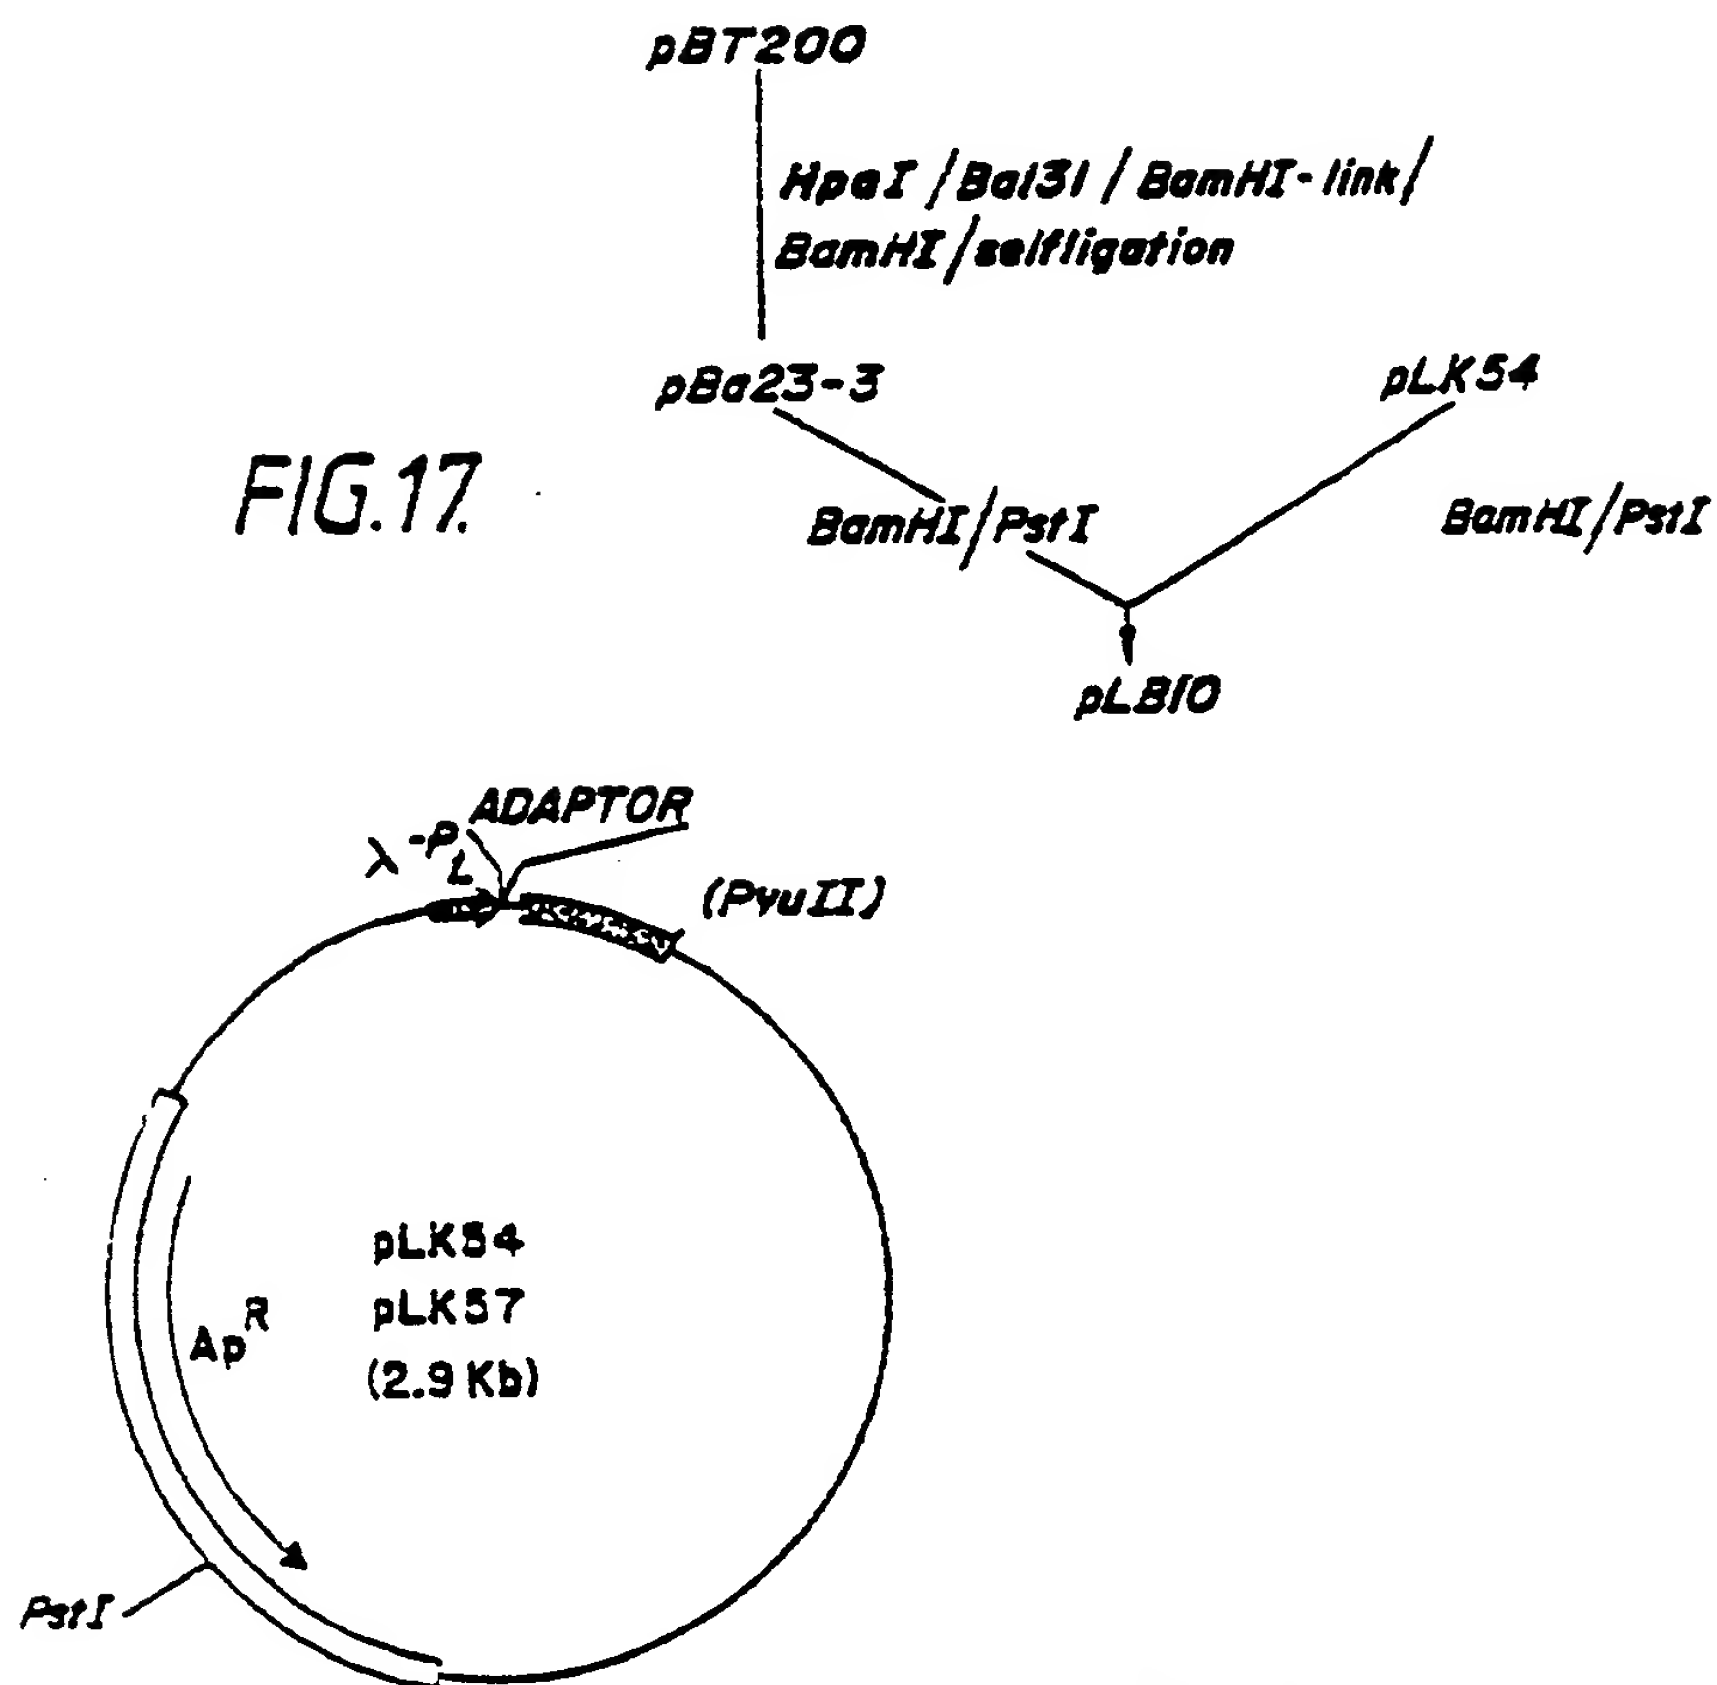 pBT200
HpaI/Bal31/BamHI-link/
BamHI/selfligation
pBa23-3
pLK54
FIG.17.
BamHI/PstI
BamHI/PstI
pLB10
ADAPTOR
λ-PL
(PvuII)
pLK54
pLK57
(2.9 Kb)
ApR
PstI